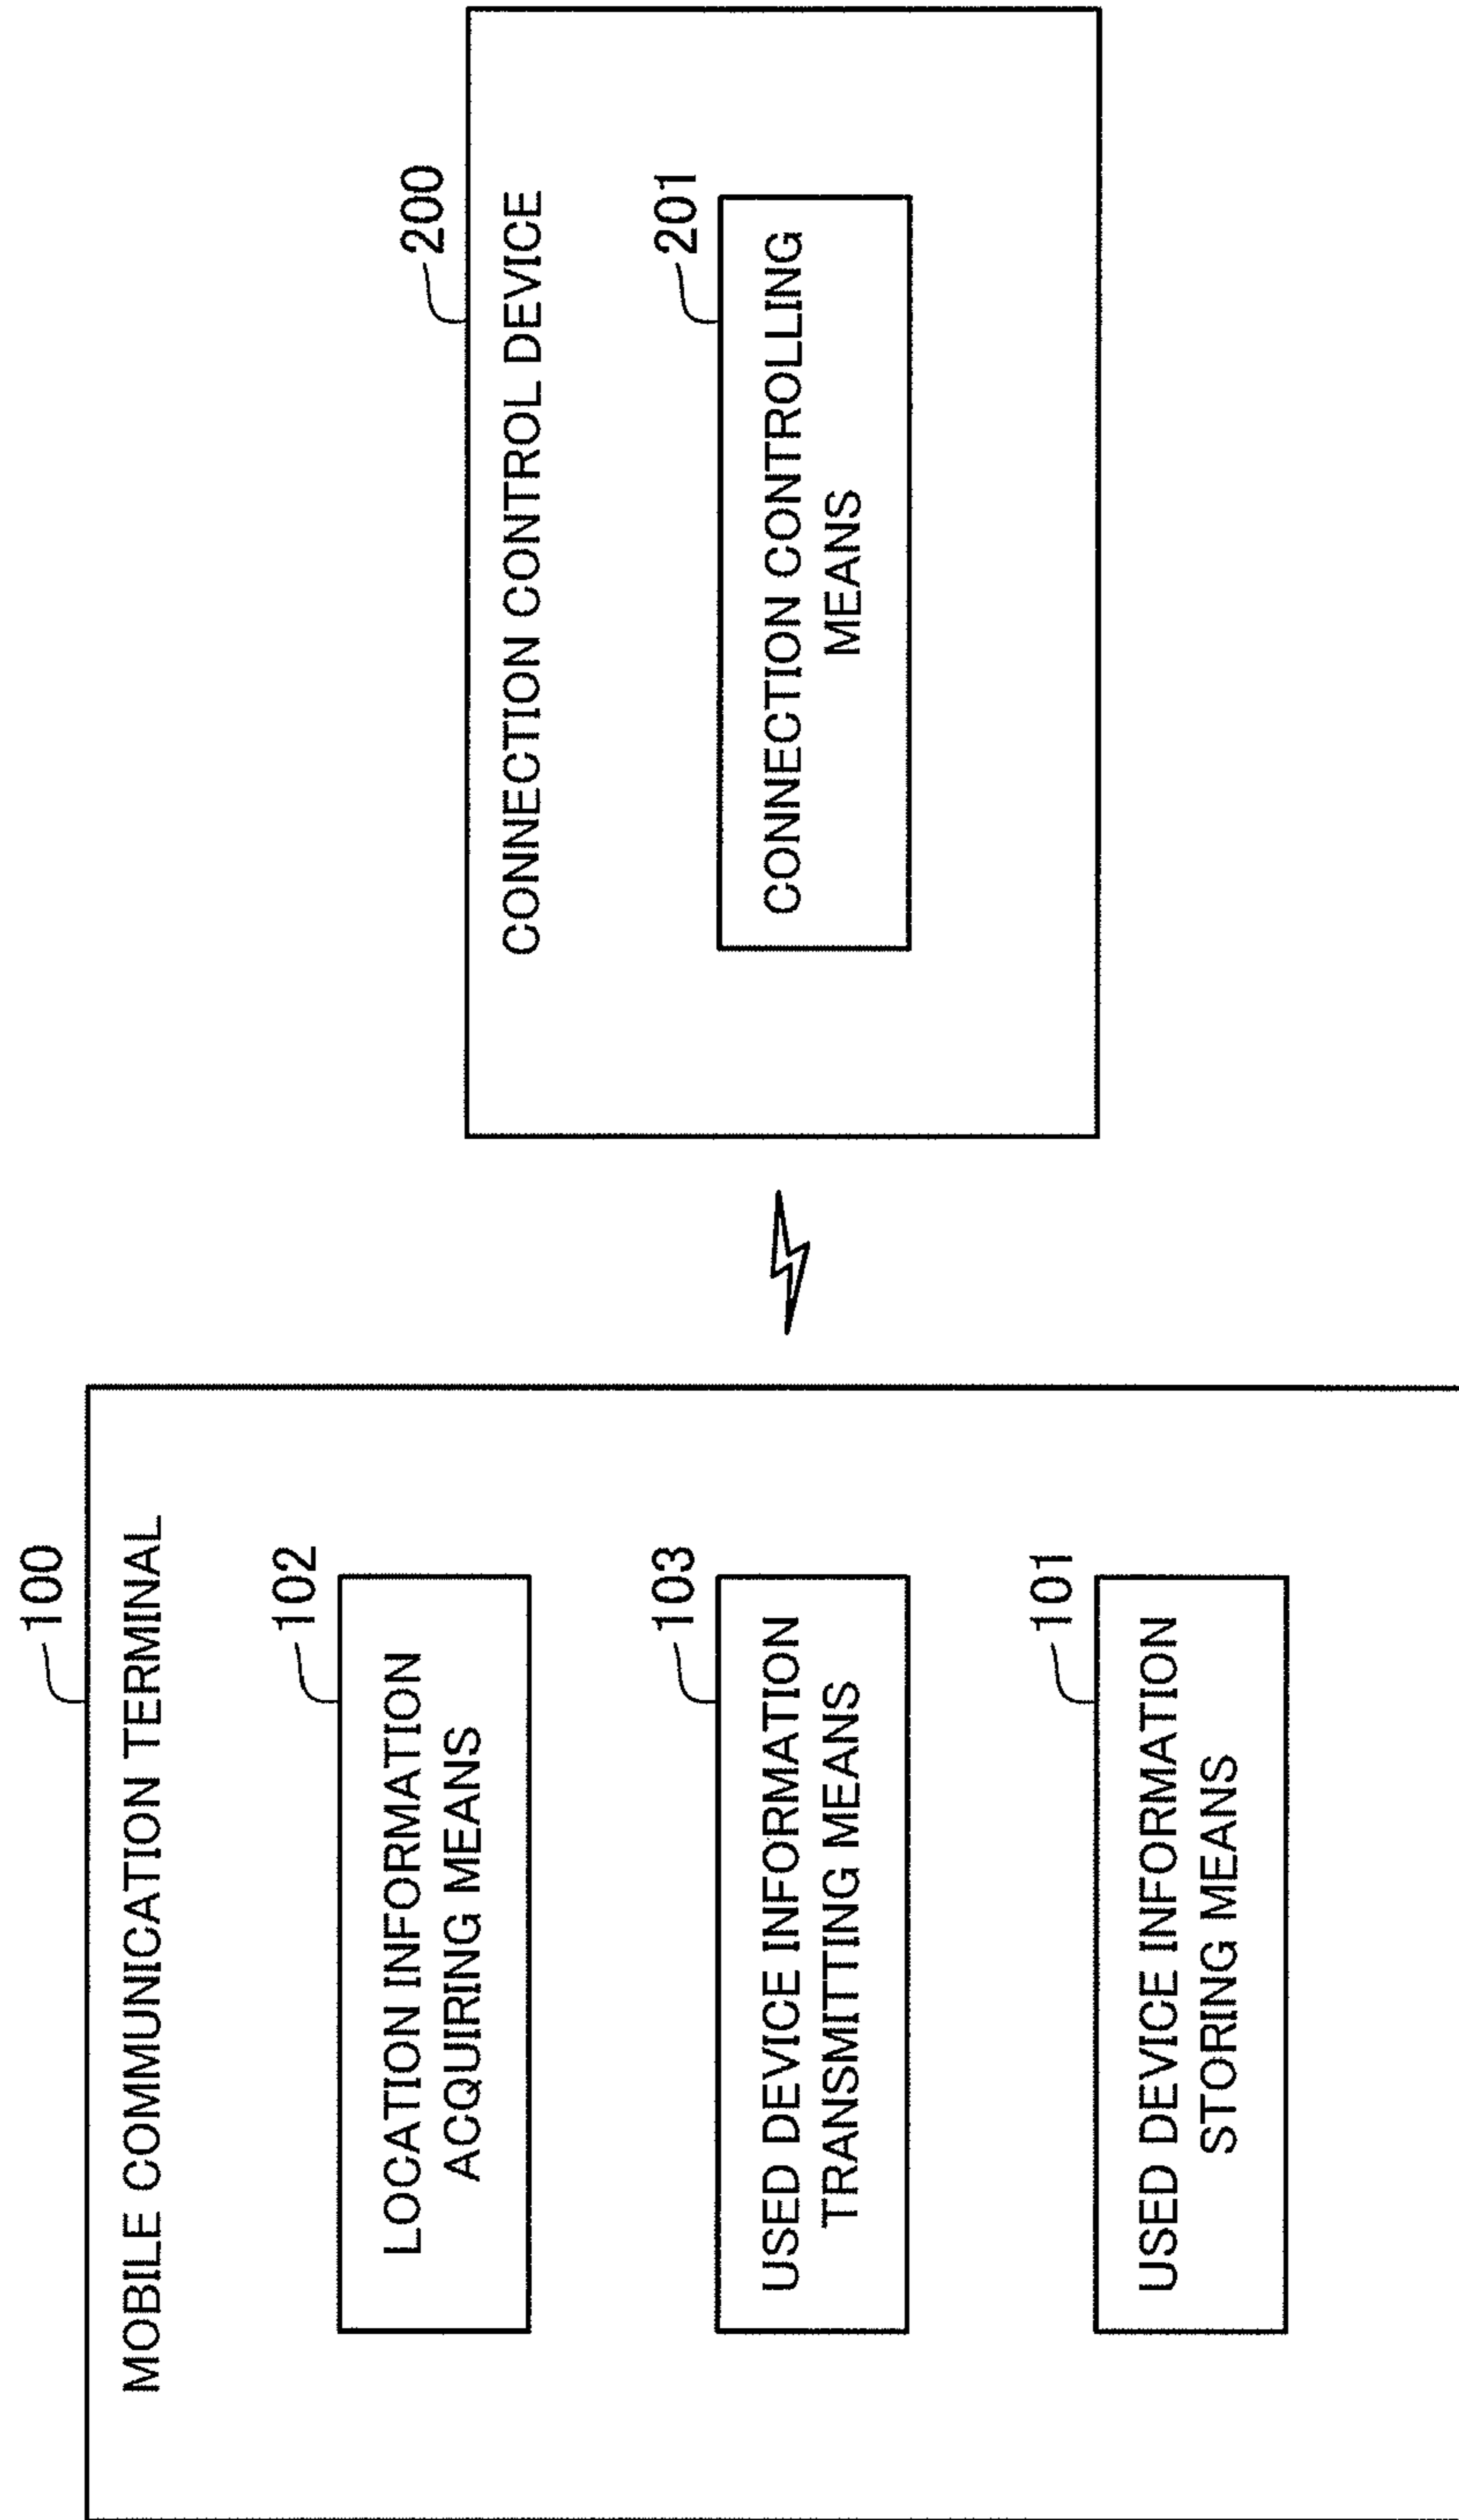 100
MOBILE COMMUNICATION TERMINAL
102
LOCATION INFORMATION
ACQUIRING MEANS
103
USED DEVICE INFORMATION
TRANSMITTING MEANS
101
USED DEVICE INFORMATION
STORING MEANS
200
CONNECTION CONTROL DEVICE
201
CONNECTION CONTROLLING
MEANS